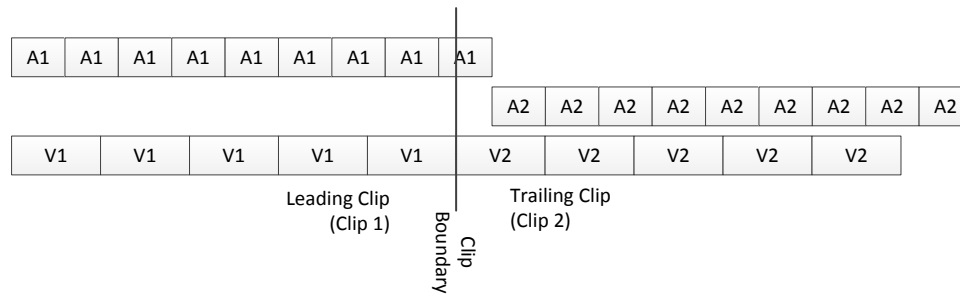 A1 A1 A1 A1 A1 A1 A1 A1 A1
A2 A2 A2 A2 A2 A2 A2 A2 A2
V1 V1 V1 V1 V1 V2 V2 V2 V2 V2
Leading Clip
(Clip 1)
Trailing Clip
(Clip 2)
Clip
Boundary